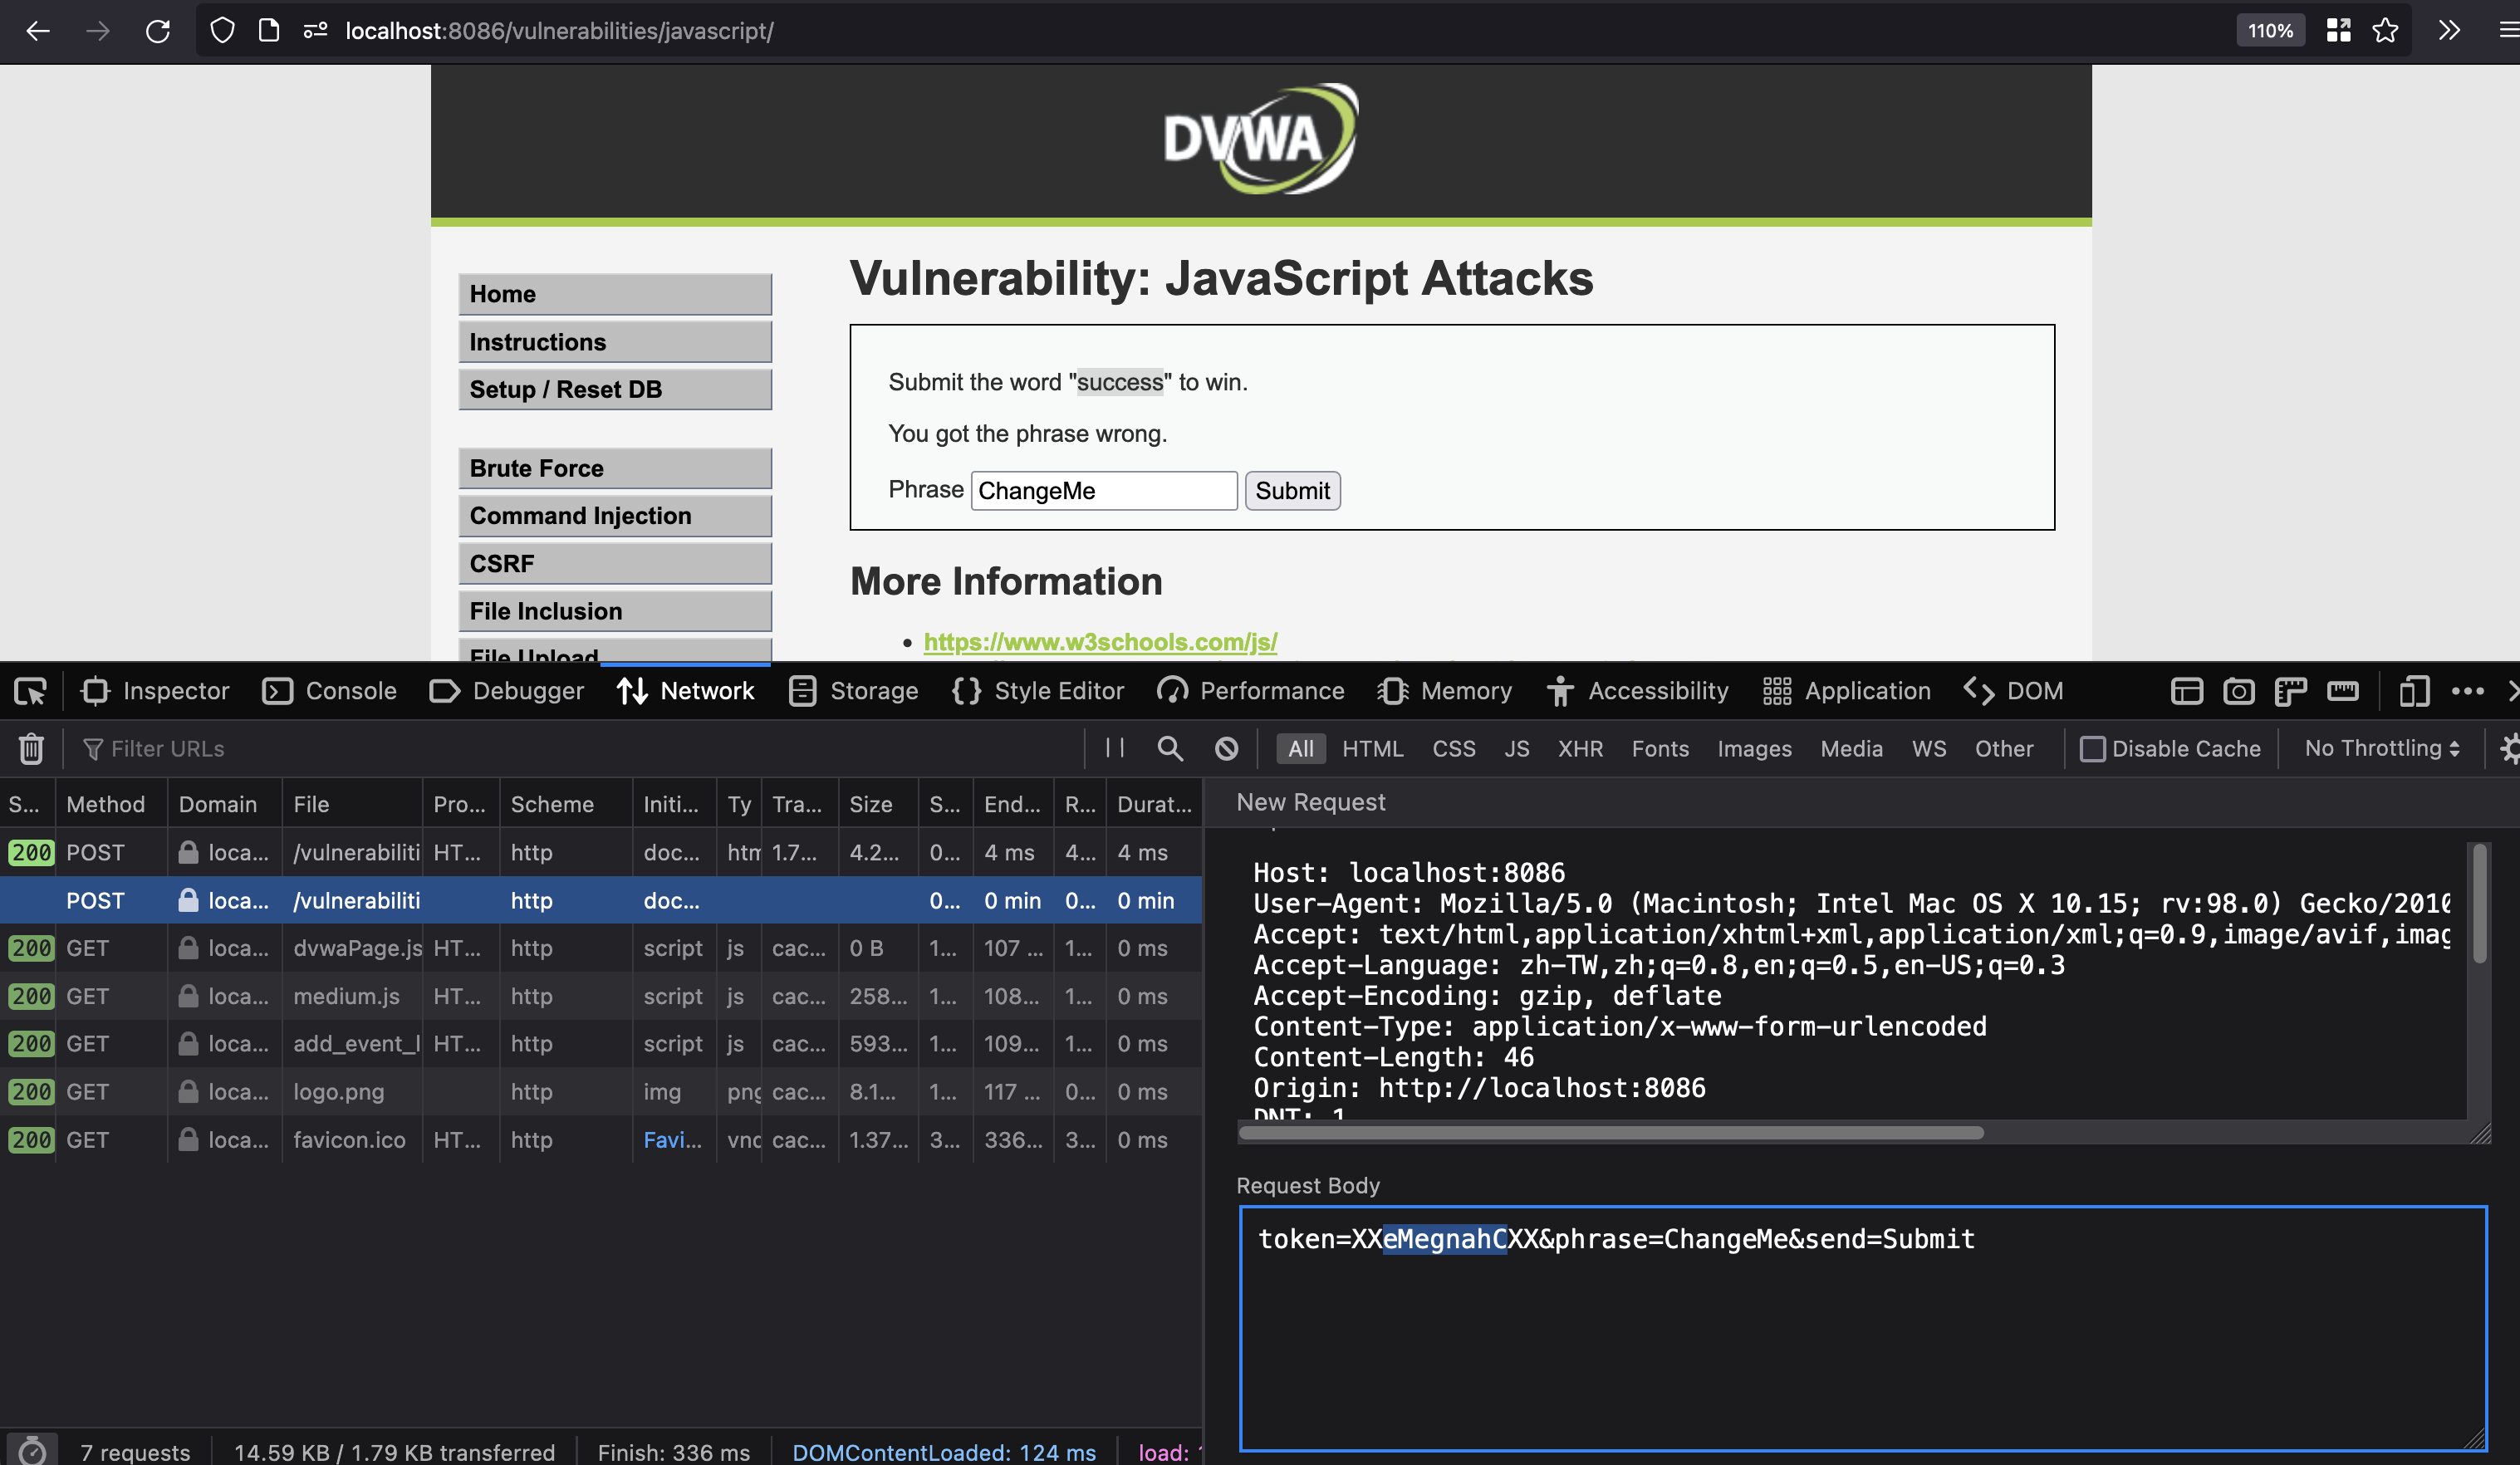 localhost:8086/vulnerabilities/javascript/
110%
DVWA
Home
Instructions
Setup / Reset DB
Brute Force
Command Injection
CSRF
File Inclusion
File Upload
Vulnerability: JavaScript Attacks
Submit the word "success" to win.
You got the phrase wrong.
Phrase ChangeMe Submit
More Information
• https://www.w3schools.com/js/
Inspector Console Debugger Network Storage Style Editor Performance Memory Accessibility Application DOM
Filter URLs
All HTML CSS JS XHR Fonts Images Media WS Other Disable Cache No Throttling
S... Method Domain File Pro... Scheme Initi... Ty Tra... Size S... End... R... Durat...
200 POST loca... /vulnerabiliti HT... http doc... htm 1.7... 4.2... 0... 4 ms 4... 4 ms
POST loca... /vulnerabiliti http doc... 0... 0 min 0... 0 min
200 GET loca... dvwaPage.js HT... http script js cac... 0 B 1... 107 ... 1... 0 ms
200 GET loca... medium.js HT... http script js cac... 258... 1... 108... 1... 0 ms
200 GET loca... add_event_l HT... http script js cac... 593... 1... 109... 1... 0 ms
200 GET loca... logo.png http img png cac... 8.1... 1... 117 ... 0... 0 ms
200 GET loca... favicon.ico HT... http Favi... vnd cac... 1.37... 3... 336... 3... 0 ms
7 requests 14.59 KB / 1.79 KB transferred Finish: 336 ms DOMContentLoaded: 124 ms load:
New Request
Host: localhost:8086
User-Agent: Mozilla/5.0 (Macintosh; Intel Mac OS X 10.15; rv:98.0) Gecko/2010
Accept: text/html,application/xhtml+xml,application/xml;q=0.9,image/avif,imag
Accept-Language: zh-TW,zh;q=0.8,en;q=0.5,en-US;q=0.3
Accept-Encoding: gzip, deflate
Content-Type: application/x-www-form-urlencoded
Content-Length: 46
Origin: http://localhost:8086
DNT: 1
Request Body
token=XXeMegnahCXX&phrase=ChangeMe&send=Submit